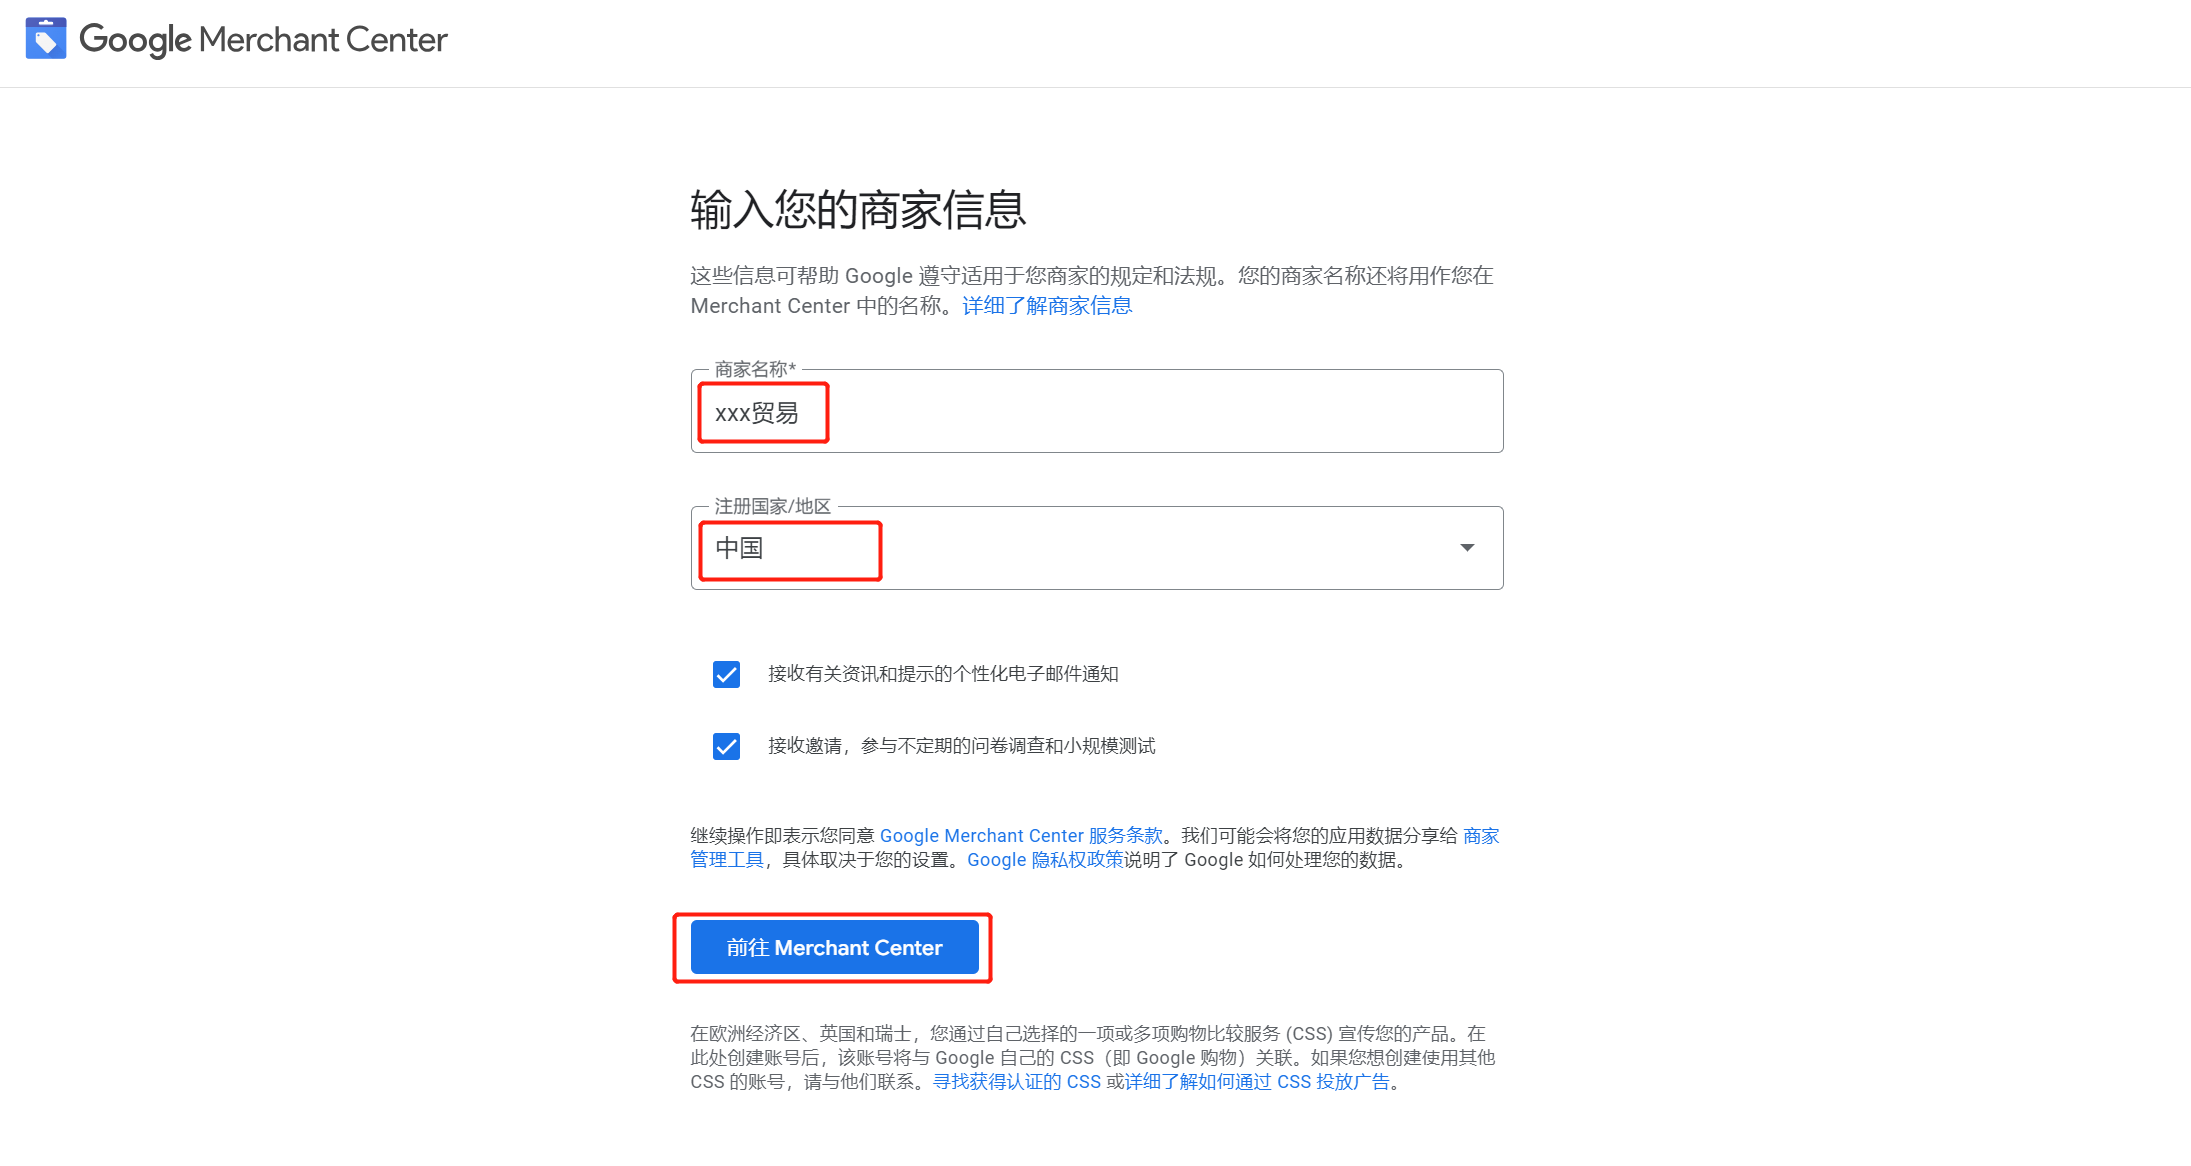 Google Merchant Center
输入您的商家信息
这些信息可帮助 Google 遵守适用于您商家的规定和法规。您的商家名称还将用作您在
Merchant Center 中的名称。详细了解商家信息
商家名称*
xxx贸易
注册国家/地区
中国
接收有关资讯和提示的个性化电子邮件通知
接收邀请，参与不定期的问卷调查和小规模测试
继续操作即表示您同意 Google Merchant Center 服务条款。我们可能会将您的应用数据分享给 商家
管理工具，具体取决于您的设置。Google 隐私权政策说明了 Google 如何处理您的数据。
前往 Merchant Center
在欧洲经济区、英国和瑞士，您通过自己选择的一项或多项购物比较服务 (CSS) 宣传您的产品。在
此处创建账号后，该账号将与 Google 自己的 CSS（即 Google 购物）关联。如果您想创建使用其他
CSS 的账号，请与他们联系。寻找获得认证的 CSS 或详细了解如何通过 CSS 投放广告。